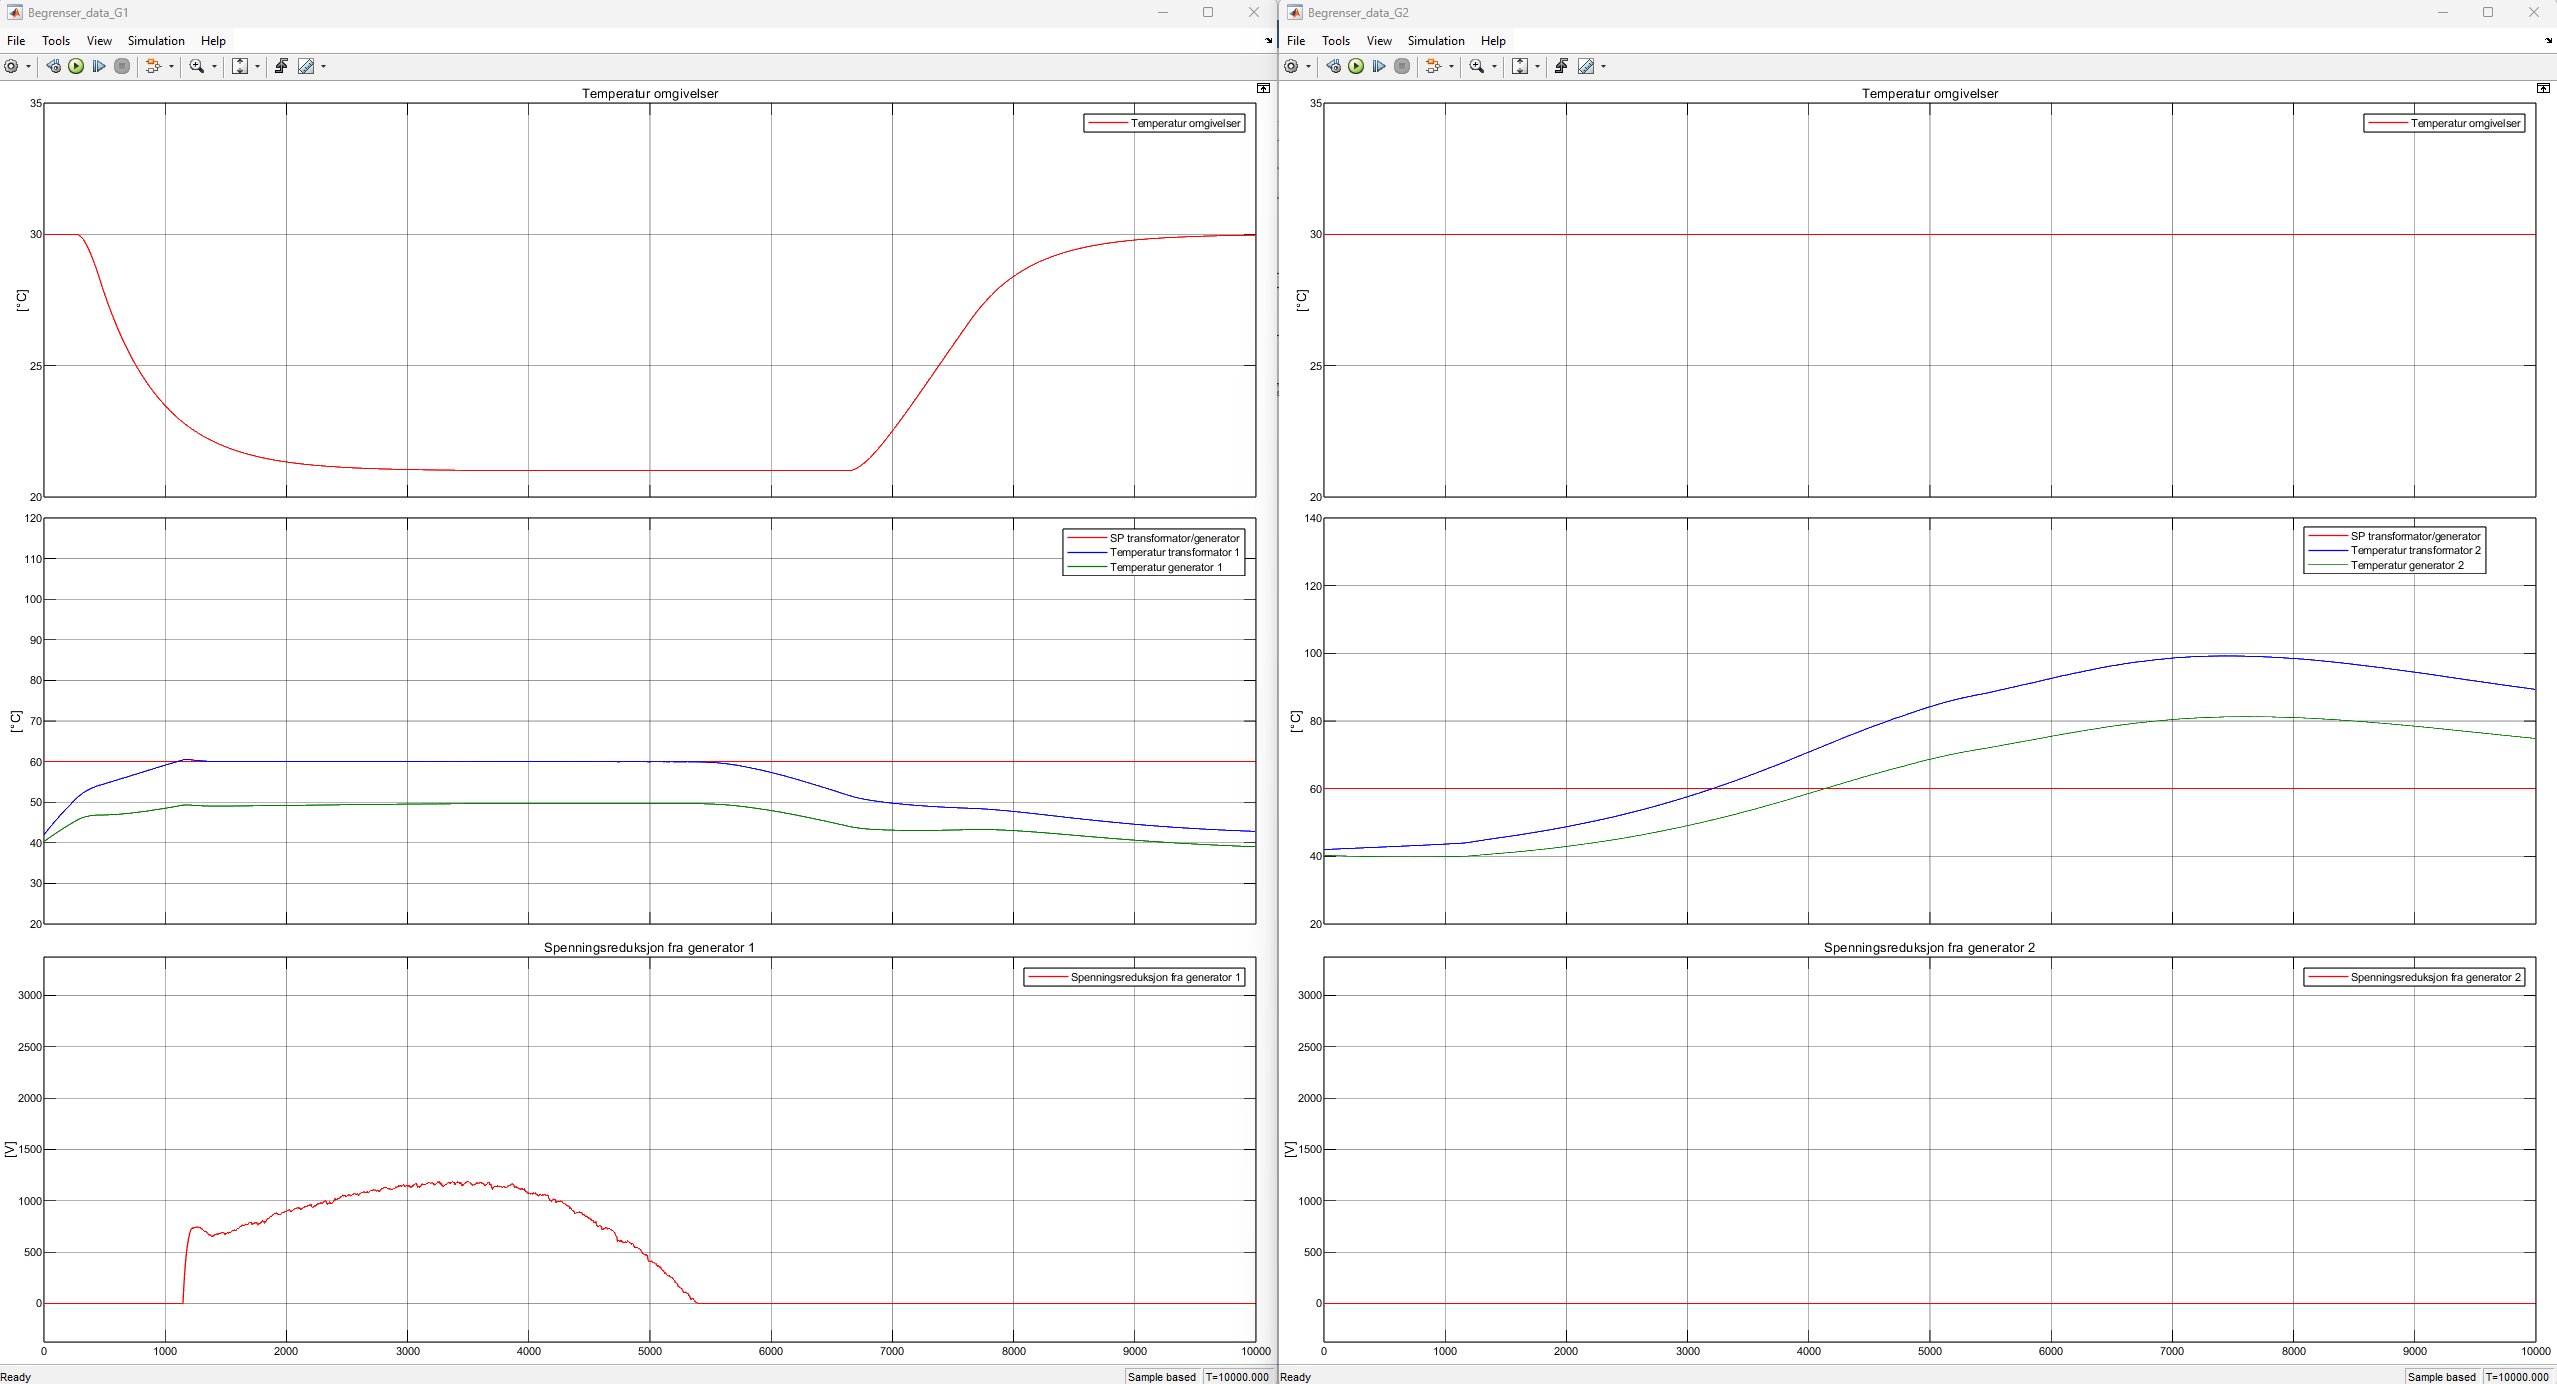 Begrenser_data_G1
File Tools View Simulation Help
Temperatur omgivelser
Temperatur omgivelser
35
30
25
20
[°C]
SP transformator/generator
Temperatur transformator 1
Temperatur generator 1
120
110
100
90
80
70
60
50
40
30
20
[°C]
Spenningsreduksjon fra generator 1
Spenningsreduksjon fra generator 1
3000
2500
2000
1500
1000
500
0
[V]
0 1000 2000 3000 4000 5000 6000 7000 8000 9000 10000
Ready Sample based T=10000.000
Begrenser_data_G2
File Tools View Simulation Help
Temperatur omgivelser
Temperatur omgivelser
35
30
25
20
[°C]
SP transformator/generator
Temperatur transformator 2
Temperatur generator 2
140
120
100
80
60
40
20
[°C]
Spenningsreduksjon fra generator 2
Spenningsreduksjon fra generator 2
3000
2500
2000
1500
1000
500
0
[V]
0 1000 2000 3000 4000 5000 6000 7000 8000 9000 10000
Ready Sample based T=10000.000